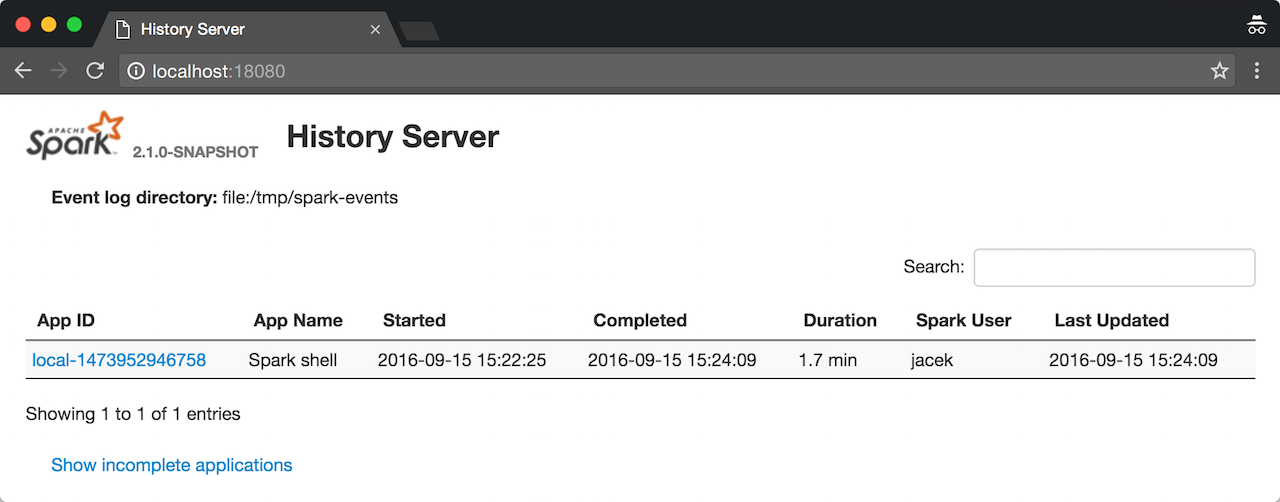 History Server
localhost:18080
APACHE
Spark 2.1.0-SNAPSHOT History Server
Event log directory: file:/tmp/spark-events
Search:
App ID App Name Started Completed Duration Spark User Last Updated
local-1473952946758 Spark shell 2016-09-15 15:22:25 2016-09-15 15:24:09 1.7 min jacek 2016-09-15 15:24:09
Showing 1 to 1 of 1 entries
Show incomplete applications